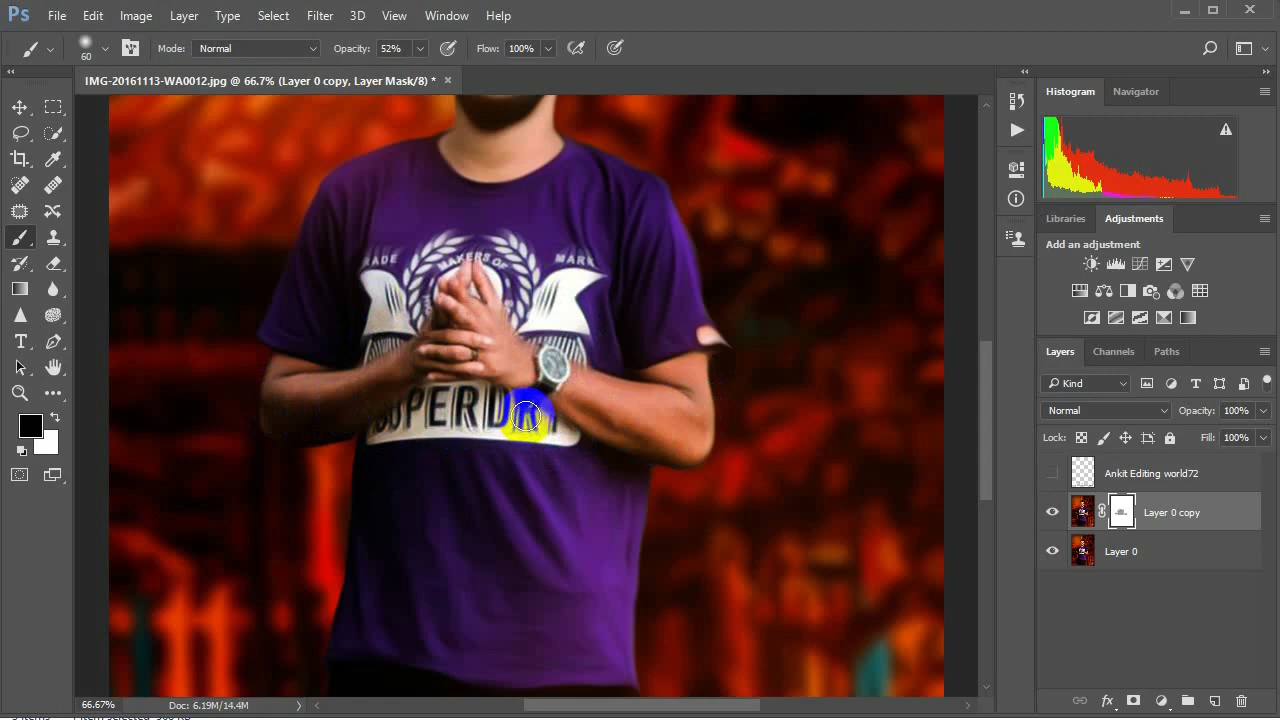 Ps File Edit Image Layer Type Select Filter 3D View Window Help
60 Mode: Normal Opacity: 52% Flow: 100%
IMG-20161113-WA0012.jpg @ 66.7% (Layer 0 copy, Layer Mask/8) * ×
Histogram Navigator
Libraries Adjustments
Add an adjustment
Layers Channels Paths
Kind
Normal Opacity: 100%
Lock: Fill: 100%
Ankit Editing world72
Layer 0 copy
Layer 0
MAKERS OF
MARK
66.67% Doc: 6.19M/14.4M